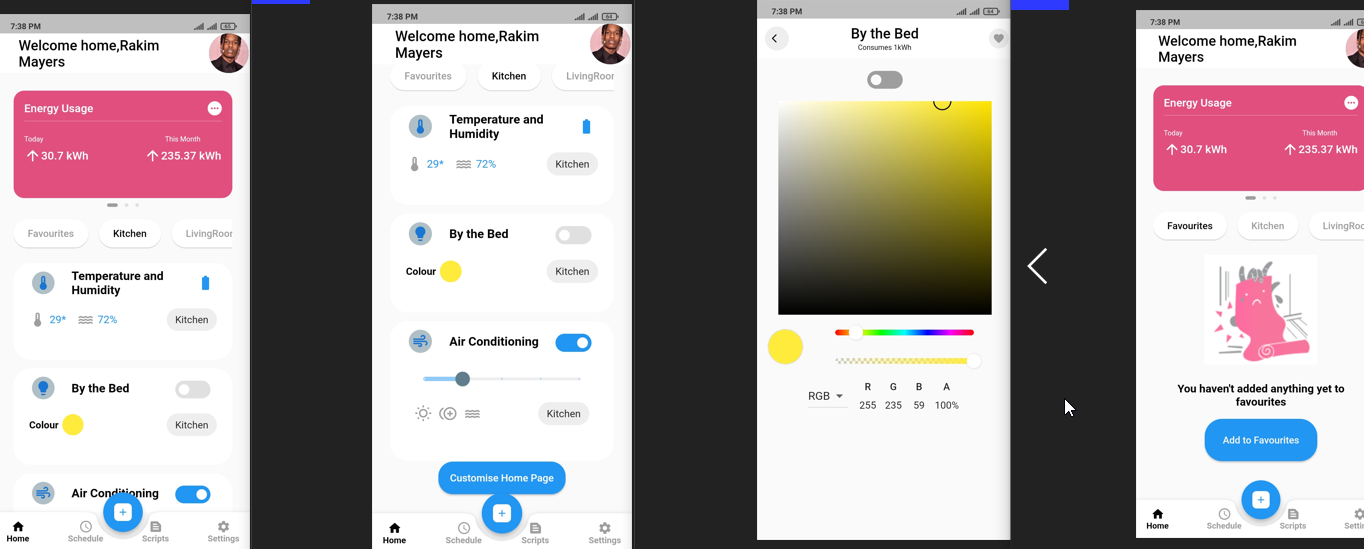 7:38 PM
65
Welcome home,Rakim
Mayers
Energy Usage
Today
This Month
30.7 kWh
235.37 kWh
Favourites
Kitchen
LivingRoor
Temperature and
Humidity
29*
72%
Kitchen
By the Bed
Colour
Kitchen
Air Conditioning
Home
Schedule
Scripts
Settings
7:38 PM
64
Welcome home,Rakim
Mayers
Favourites
Kitchen
LivingRoor
Temperature and
Humidity
29*
72%
Kitchen
By the Bed
Colour
Kitchen
Air Conditioning
Kitchen
Customise Home Page
Home
Schedule
Scripts
Settings
7:38 PM
64
By the Bed
Consumes 1kWh
RGB
R G B A
255 235 59 100%
7:38 PM
Welcome home,Rakim
Mayers
Energy Usage
Today
This Month
30.7 kWh
235.37 kWh
Favourites
Kitchen
LivingRoo
You haven't added anything yet to
favourites
Add to Favourites
Home
Schedule
Scripts
Settin